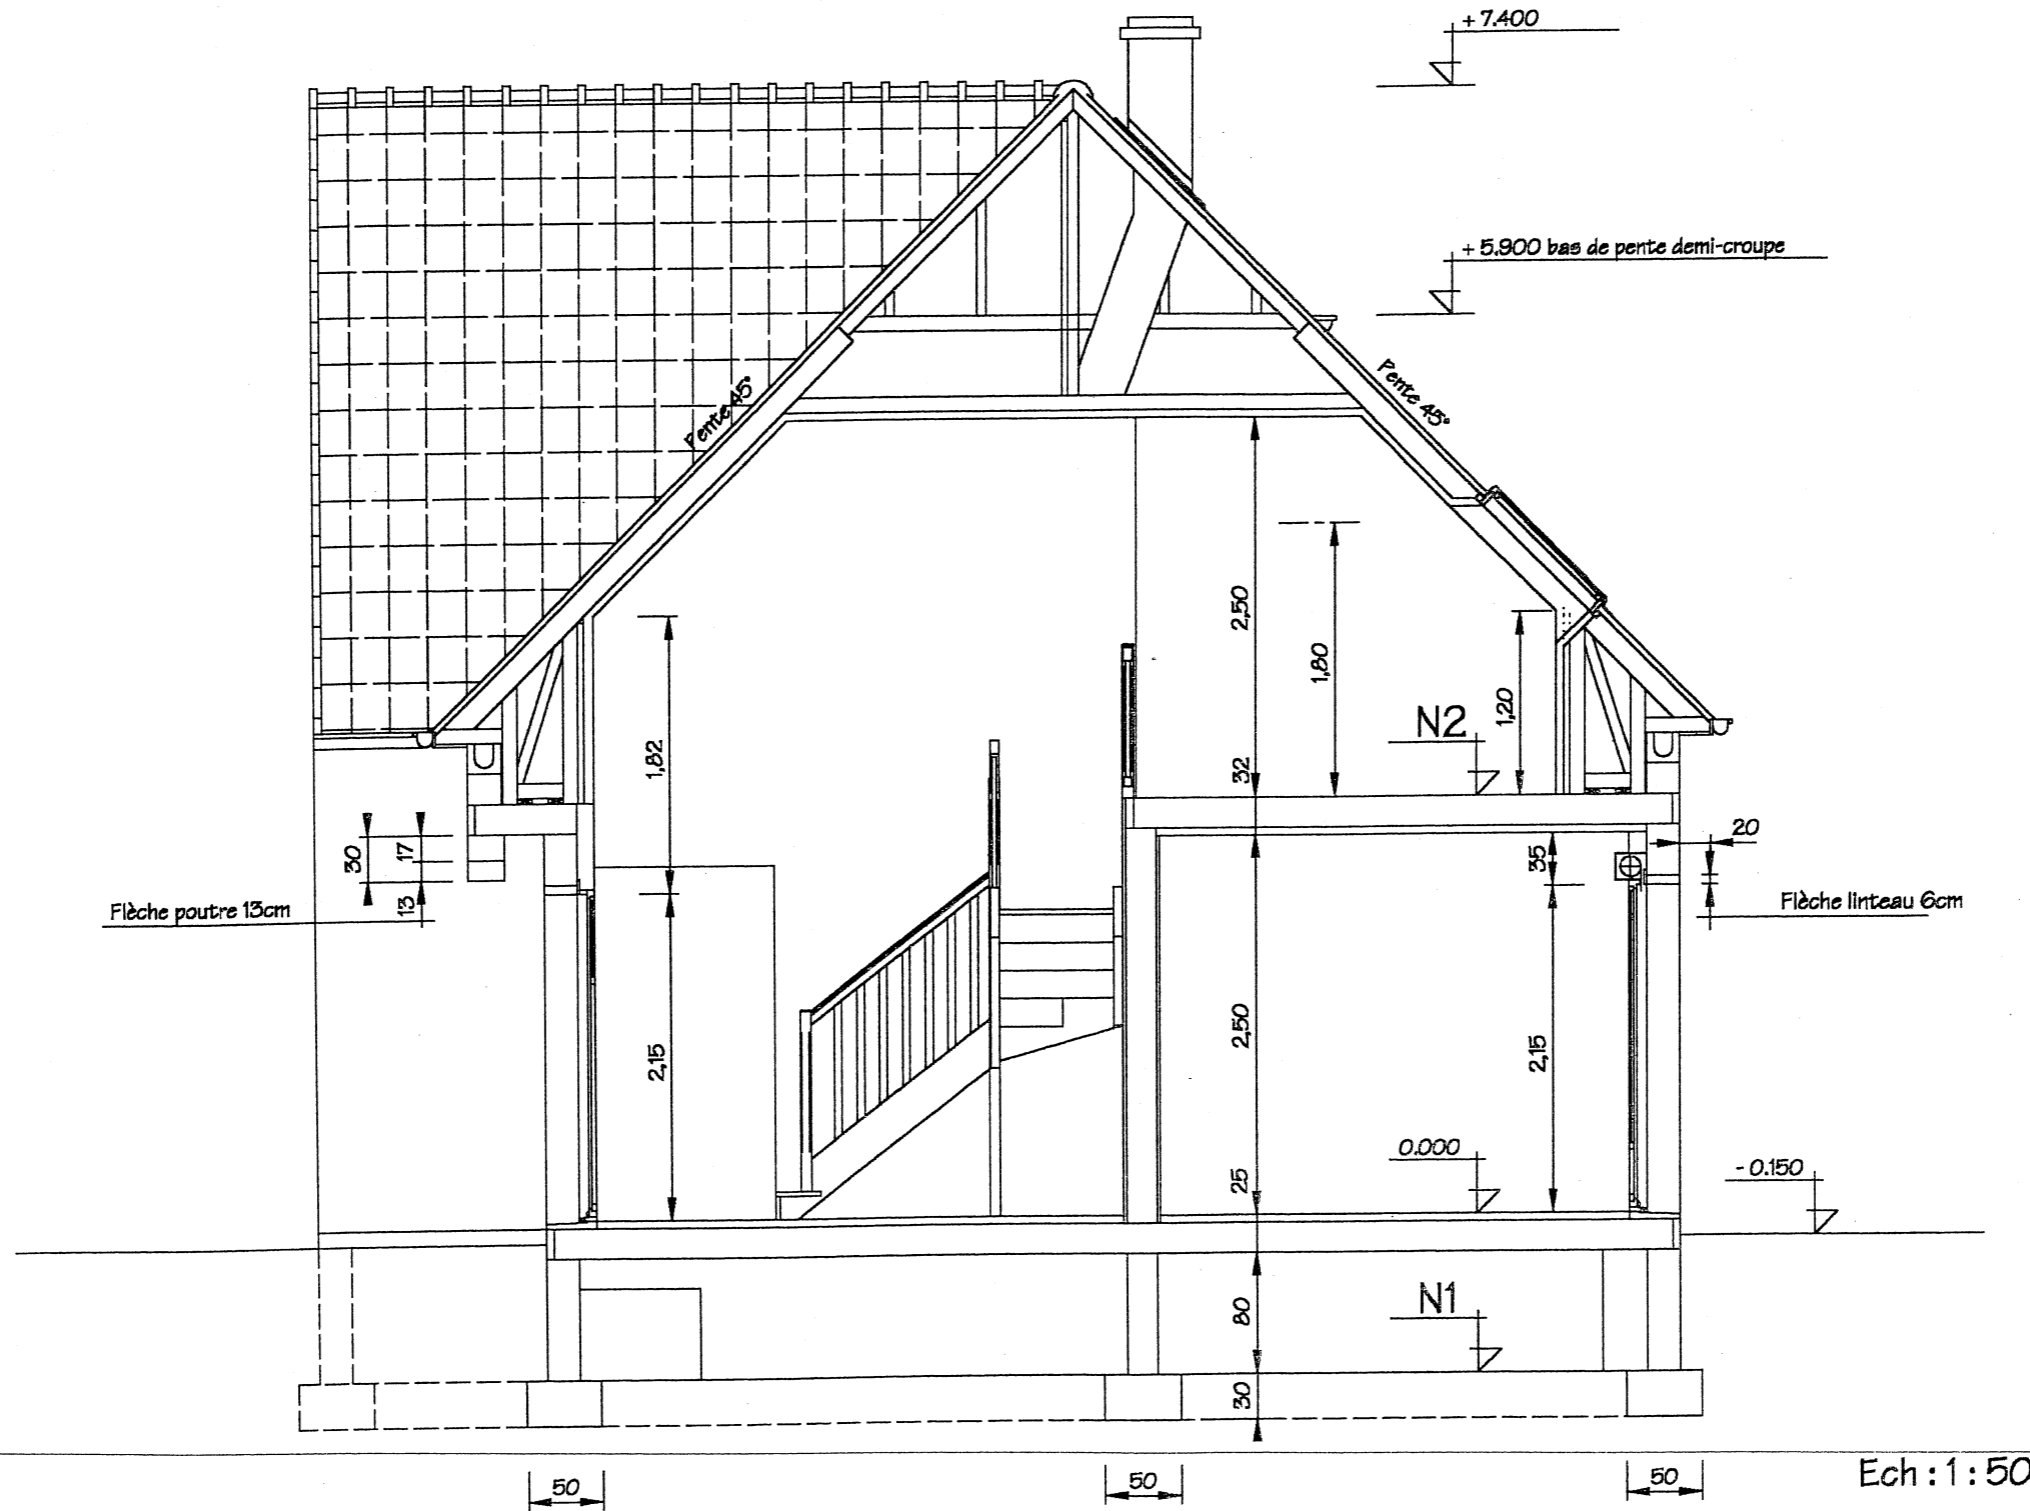 + 7.400
+ 5.900 bas de pente demi-croupe
Pente 45°
Pente 45°
2,50
1,80
1,82
N2
1,20
32
30
17
13
20
35
Flèche poutre 13cm
Flèche linteau 6cm
2,15
2,50
2,15
0.000
- 0.150
25
N1
80
30
50
50
50
Ech : 1 : 50